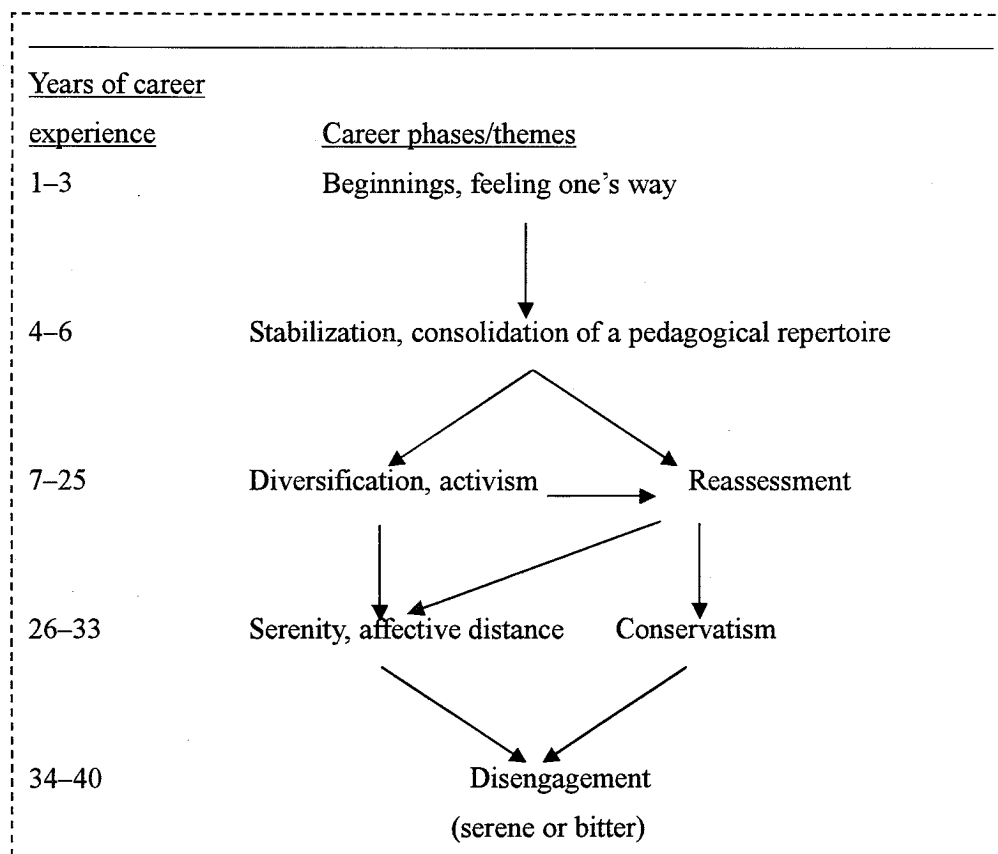 Years of career
experience Career phases/themes
1–3 Beginnings, feeling one’s way
4–6 Stabilization, consolidation of a pedagogical repertoire
7–25 Diversification, activism Reassessment
26–33 Serenity, affective distance Conservatism
34–40 Disengagement
(serene or bitter)